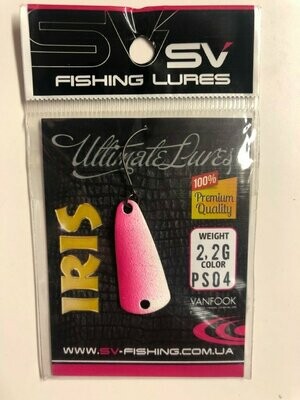 SV SV
FISHING LURES
Ultimate Lures
100%
Premium
Quality
IRIS
WEIGHT
2,2G
COLOR
PS04
VANFOOK
WWW.SV-FISHING.COM.UA